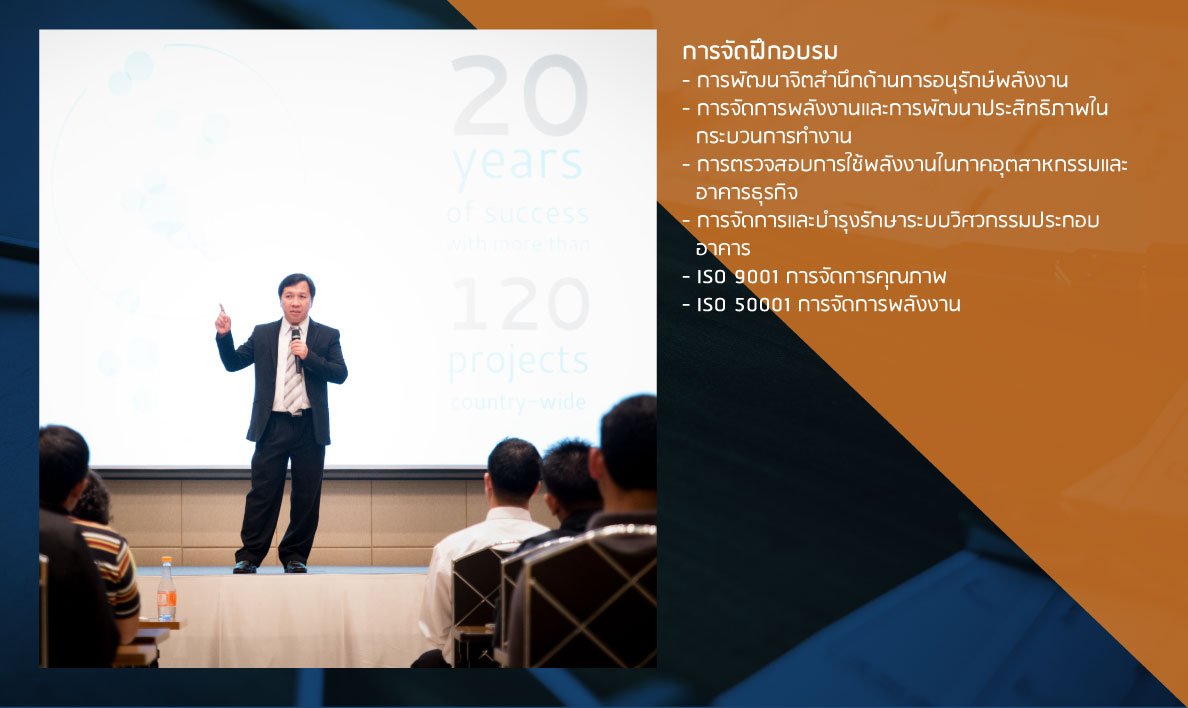 20
years
of success
with more than
120
projects
country-wide
การจัดฝึกอบรม
- การพัฒนาจิตสำนึกด้านการอนุรักษ์พลังงาน
- การจัดการพลังงานและการพัฒนาประสิทธิภาพใน
กระบวนการทำงาน
- การตรวจสอบการใช้พลังงานในภาคอุตสาหกรรมและ
อาคารธุรกิจ
- การจัดการและบำรุงรักษาระบบวิศวกรรมประกอบ
อาคาร
- ISO 9001 การจัดการคุณภาพ
- ISO 50001 การจัดการพลังงาน